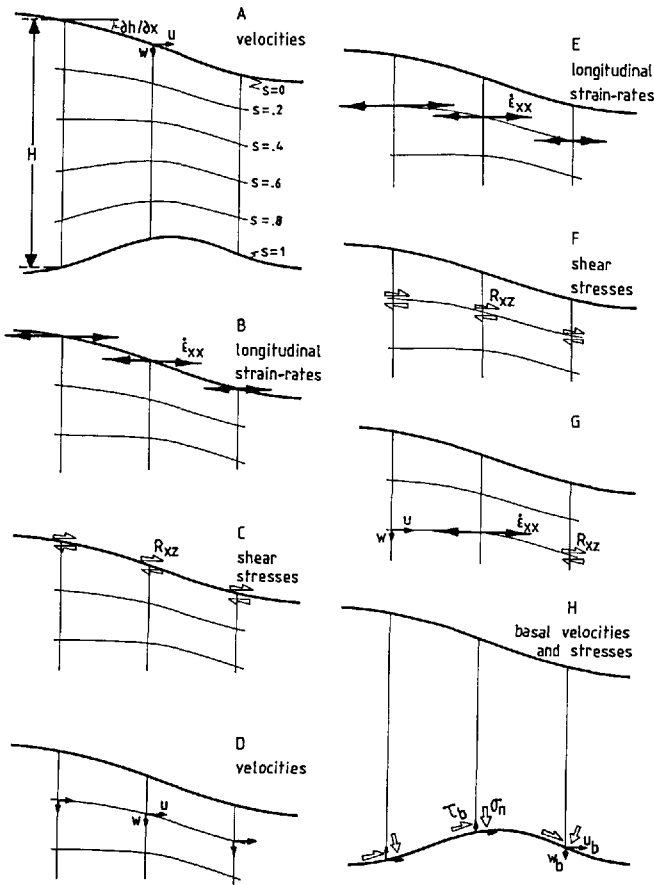 A
velocities
-∂h/∂x
u
w
H
s=0
s=.2
s=.4
s=.6
s=.8
s=1
B
longitudinal
strain-rates
ε̇xx
C
shear
stresses
Rxz
D
velocities
u
w
E
longitudinal
strain-rates
ε̇xx
F
shear
stresses
Rxz
G
u
w
ε̇xx
Rxz
H
basal velocities
and stresses
τb
σn
ub
wb